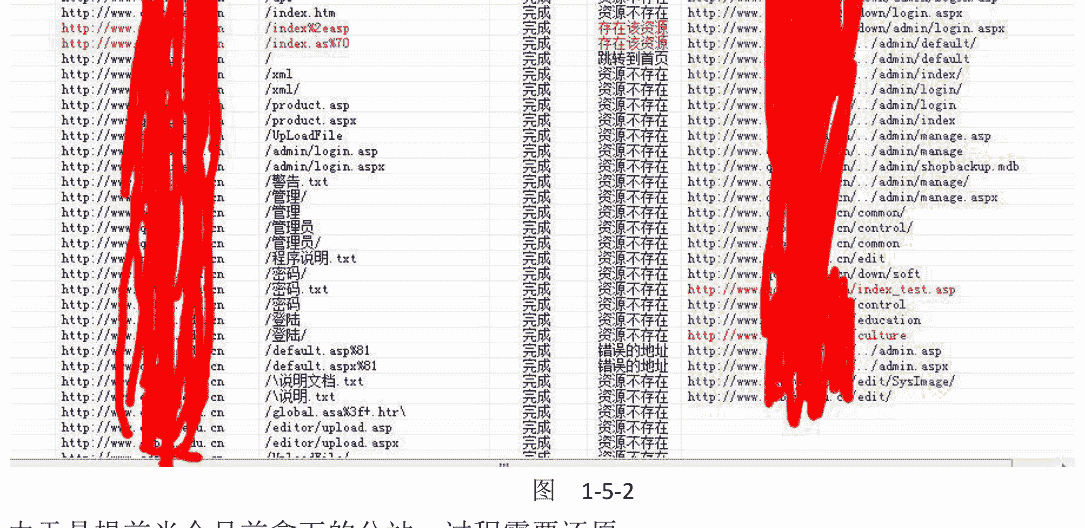 /index.htm 完成 资源不存在 down/login.aspx
http://www. /index%2easp 完成 存在该资源 down/admin/login.aspx
http://www. n /index.as%70 完成 存在该资源 ../admin/default/
http://www. n / 完成 跳转到首页 ../admin/default
http://www. n /xml 完成 资源不存在 /admin/index/
http://www. n /xml/ 完成 资源不存在 ./admin/login/
http://www. n /product.asp 完成 资源不存在 ../admin/login
http://www. n /product.aspx 完成 资源不存在 ../admin/index
http://www. n /UpLoadFile 完成 资源不存在 /../admin/manage.asp
http://www. cn /admin/login.asp 完成 资源不存在 http://www. /../admin/manage
http://www. cn /admin/login.aspx 完成 资源不存在 http://www. /../admin/shopbackup.mdb
http://www. cn /警告.txt 完成 资源不存在 http://www. n/../admin/manage/
http://www. cn /管理/ 完成 资源不存在 http://www. n/../admin/manage.aspx
http://www. cn /管理 完成 资源不存在 http://www. cn/common/
http://www. cn /管理员 完成 资源不存在 http://www. cn/control/
http://www. cn /管理员/ 完成 资源不存在 http://www. cn/common
http://www. cn /程序说明.txt 完成 资源不存在 http://www. cn/edit
http://www. cn /密码/ 完成 资源不存在 http://www. cn/down/soft
http://www. cn /密码.txt 完成 资源不存在 http://www. /index_test.asp
http://www. cn /密码 完成 资源不存在 http://www. control
http://www. cn /登陆 完成 资源不存在 http://www. education
http://www. cn /登陆/ 完成 资源不存在 http://www. culture
http://www. cn /default.asp%81 完成 错误的地址 http://www. ../admin.asp
http://www. cn /default.aspx%81 完成 错误的地址 http://www. ../admin.aspx
http://www. cn /\说明文档.txt 完成 资源不存在 http://www. /edit/SysImage/
http://www. cn /\说明.txt 完成 资源不存在 http://www. /edit/
http://www. cn /global.asa%3f+.htr\ 完成 资源不存在
http://www. du.cn /editor/upload.asp 完成 资源不存在
http://www. du.cn /editor/upload.aspx 完成 资源不存在
http://www. cn /UpLoadFile/ 完成 资源不存在
图 1-5-2